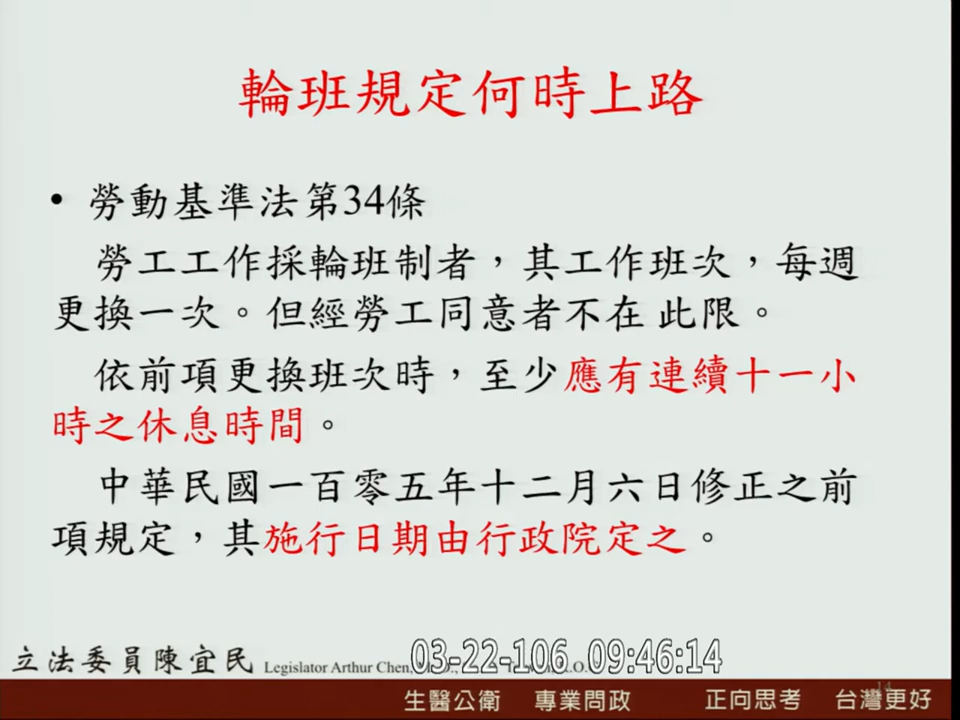 輪班規定何時上路
• 勞動基準法第34條
勞工工作採輪班制者，其工作班次，每週
更換一次。但經勞工同意者不在 此限。
依前項更換班次時，至少應有連續十一小
時之休息時間。
中華民國一百零五年十二月六日修正之前
項規定，其施行日期由行政院定之。
立法委員陳宜民 Legislator Arthur Chen,
03-22-106 09:46:14
生醫公衛 專業問政 正向思考 台灣更好
14